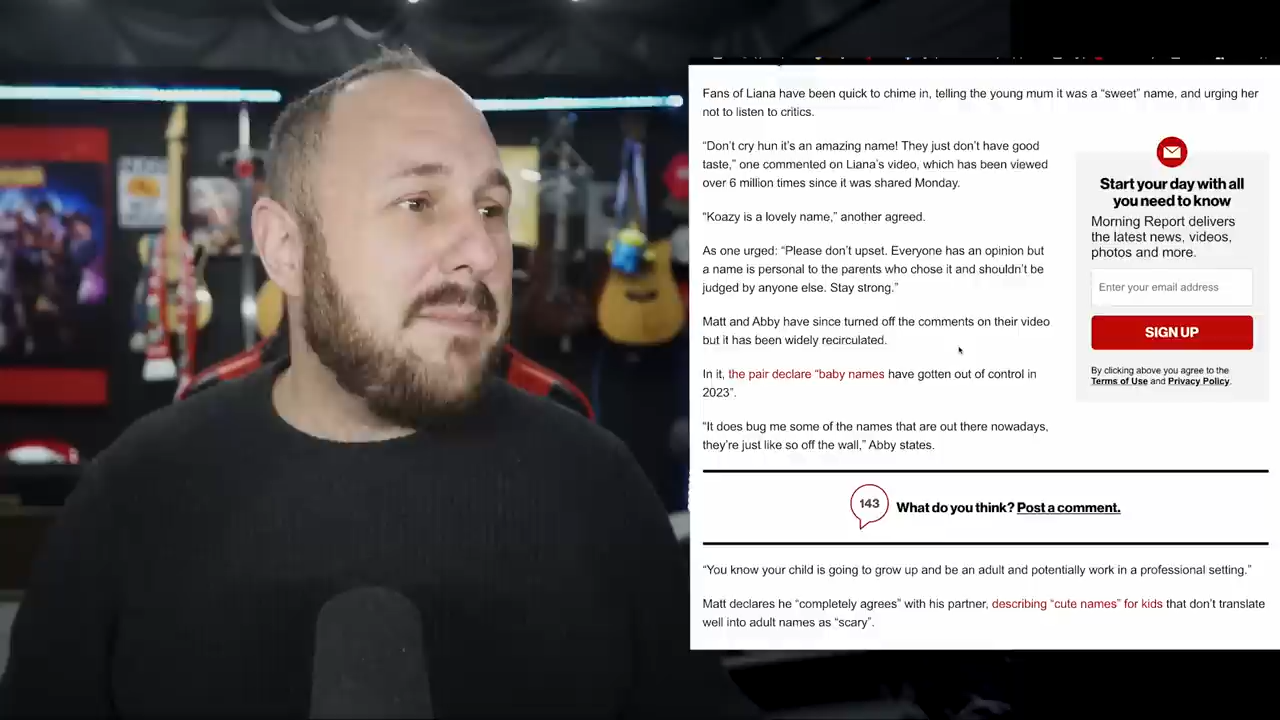 Fans of Liana have been quick to chime in, telling the young mum it was a “sweet” name, and urging her
not to listen to critics.
“Don’t cry hun it’s an amazing name! They just don’t have good
taste,” one commented on Liana’s video, which has been viewed
over 6 million times since it was shared Monday.
“Koazy is a lovely name,” another agreed.
As one urged: “Please don’t upset. Everyone has an opinion but
a name is personal to the parents who chose it and shouldn’t be
judged by anyone else. Stay strong.”
Matt and Abby have since turned off the comments on their video
but it has been widely recirculated.
In it, the pair declare “baby names have gotten out of control in
2023”.
“It does bug me some of the names that are out there nowadays,
they’re just like so off the wall,” Abby states.
Start your day with all
you need to know
Morning Report delivers
the latest news, videos,
photos and more.
Enter your email address
SIGN UP
By clicking above you agree to the
Terms of Use and Privacy Policy.
143 What do you think? Post a comment.
“You know your child is going to grow up and be an adult and potentially work in a professional setting.”
Matt declares he “completely agrees” with his partner, describing “cute names” for kids that don’t translate
well into adult names as “scary”.